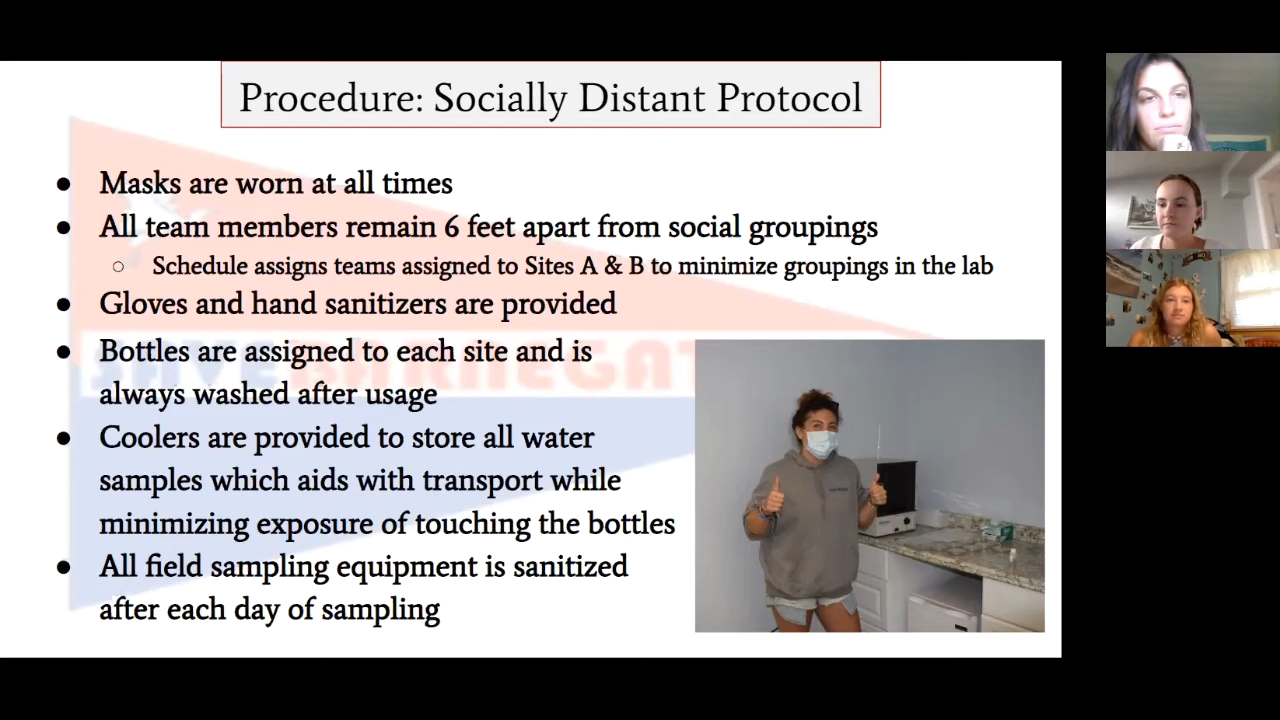 Procedure: Socially Distant Protocol
● Masks are worn at all times
● All team members remain 6 feet apart from social groupings
○ Schedule assigns teams assigned to Sites A & B to minimize groupings in the lab
● Gloves and hand sanitizers are provided
● Bottles are assigned to each site and is
always washed after usage
SAVE BARNEGAT
● Coolers are provided to store all water
samples which aids with transport while
minimizing exposure of touching the bottles
● All field sampling equipment is sanitized
after each day of sampling